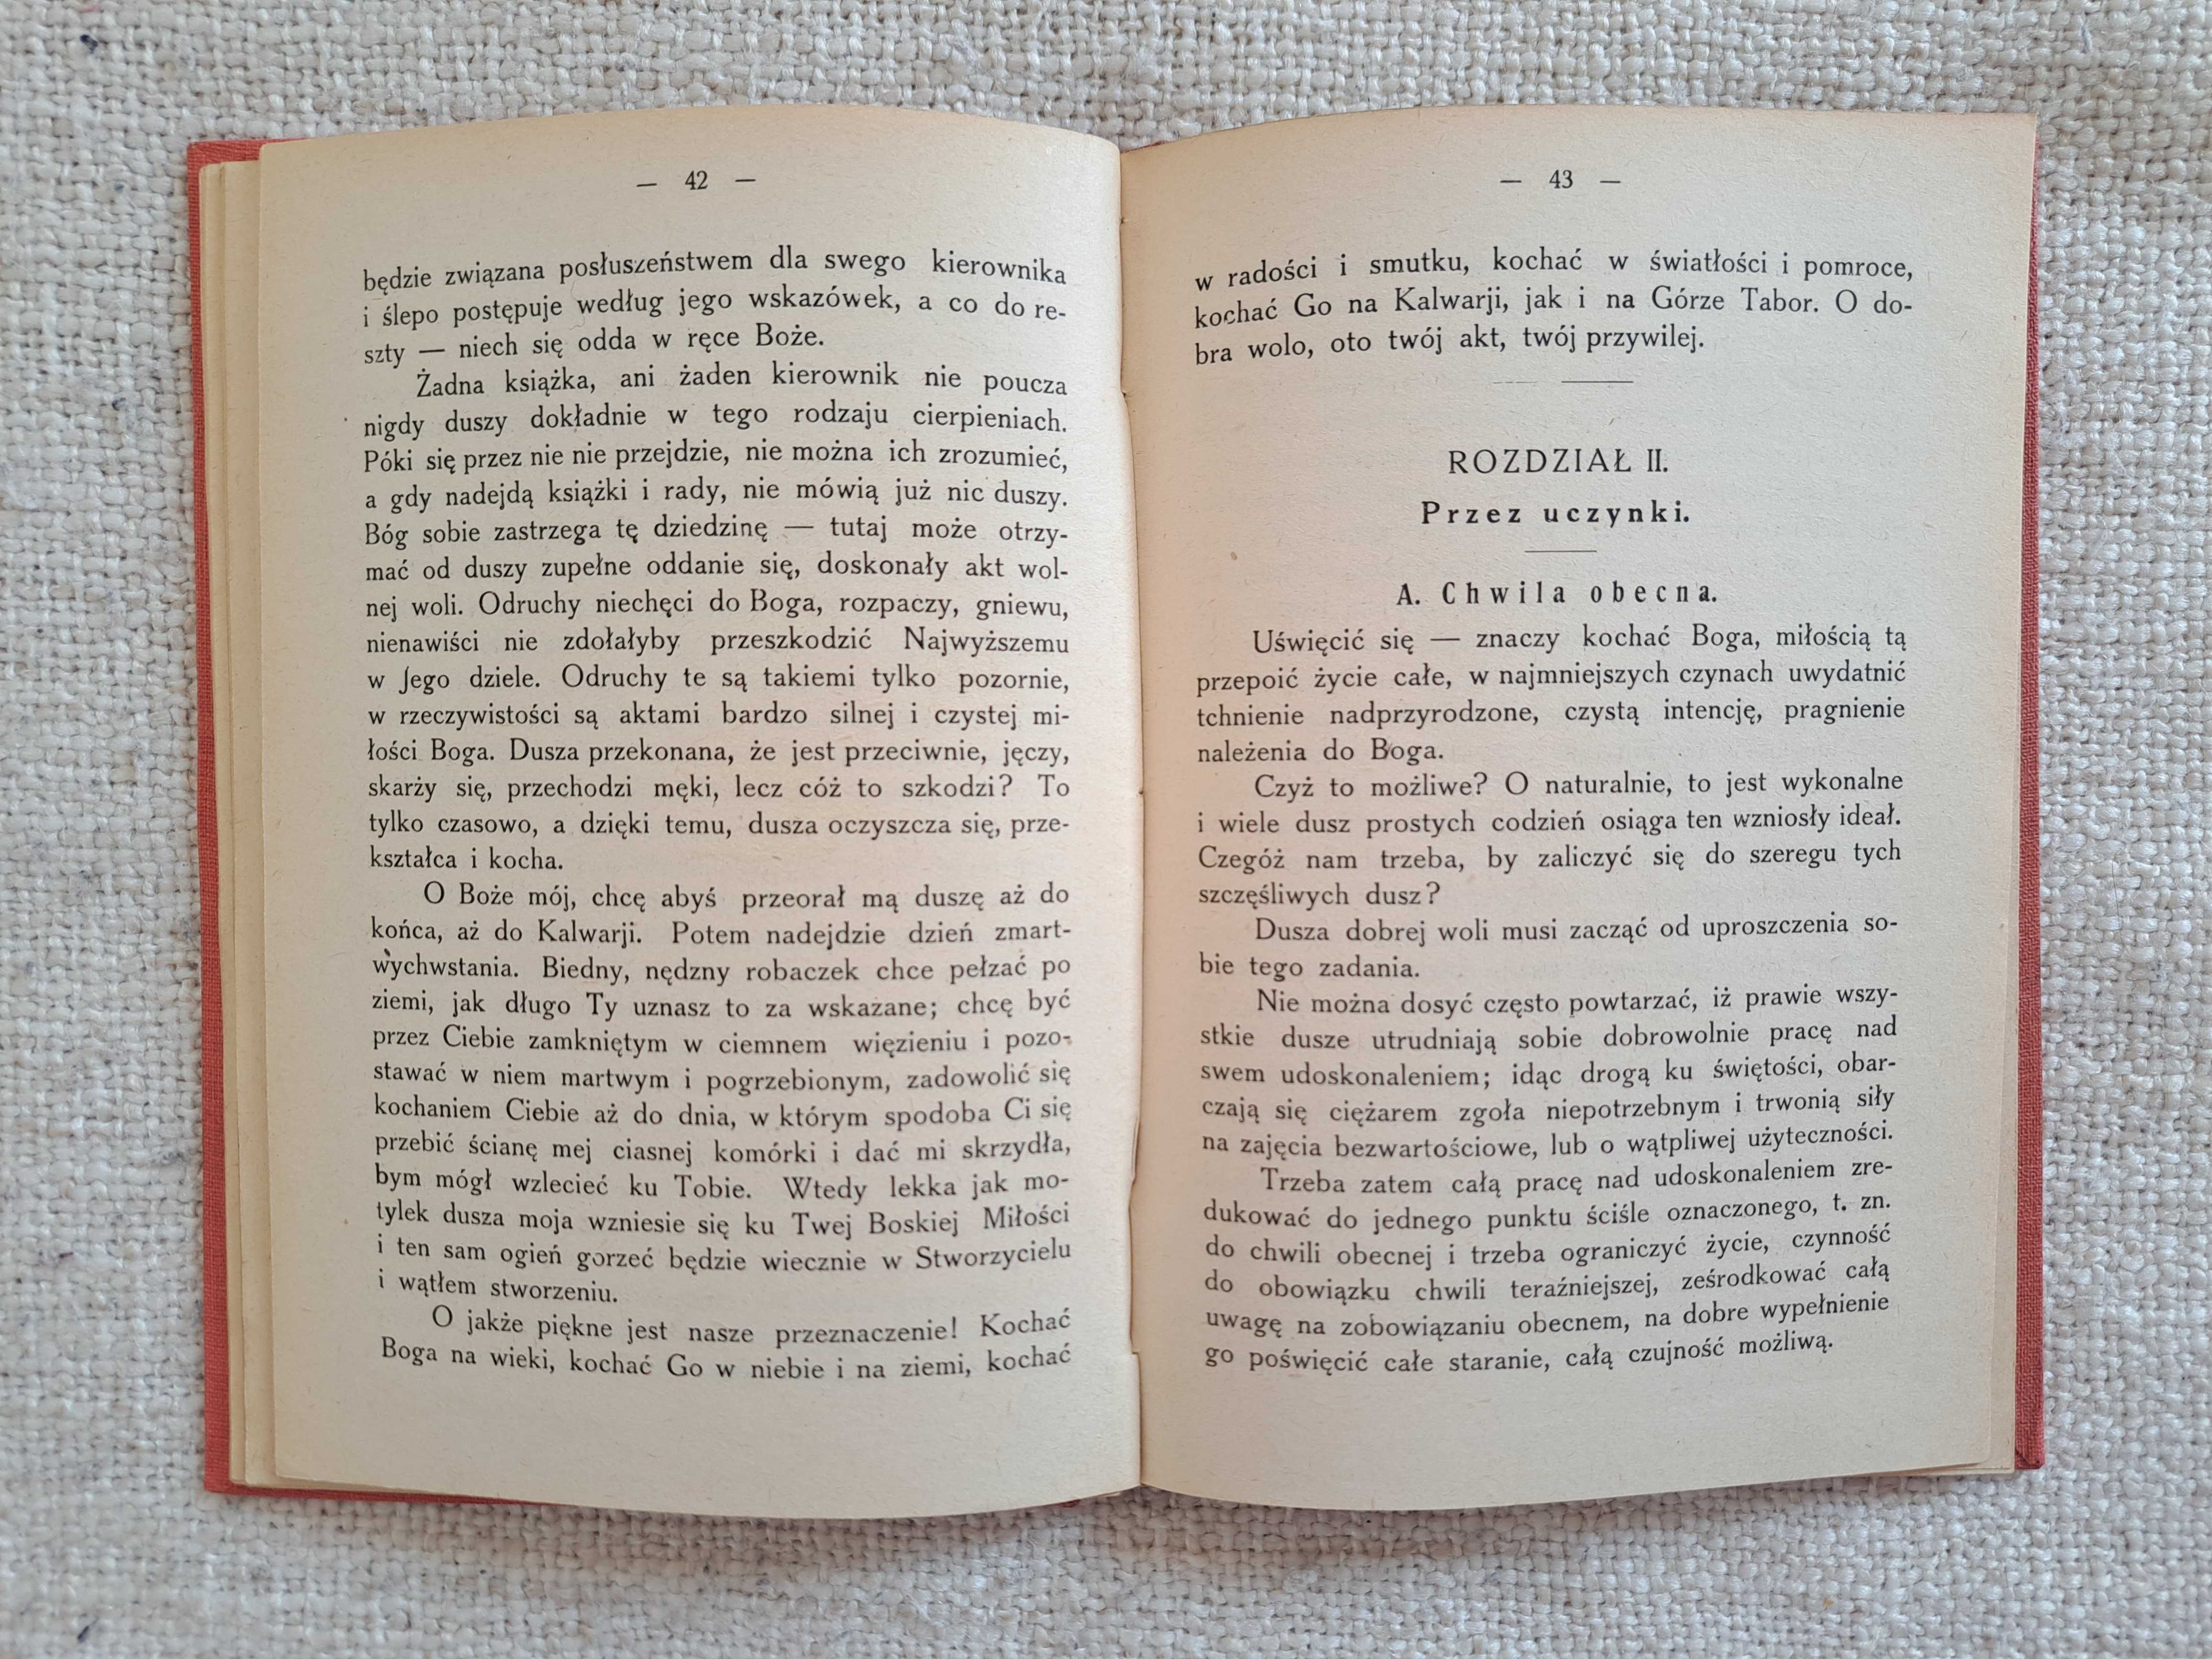 — 42 —
będzie związana posłuszeństwem dla swego kierownika
i ślepo postępuje według jego wskazówek, a co do re-
szty — niech się odda w ręce Boże.
Żadna książka, ani żaden kierownik nie poucza
nigdy duszy dokładnie w tego rodzaju cierpieniach.
Póki się przez nie nie przejdzie, nie można ich zrozumieć,
a gdy nadejdą książki i rady, nie mówią już nic duszy.
Bóg sobie zastrzega tę dziedzinę — tutaj może otrzy-
mać od duszy zupełne oddanie się, doskonały akt wol-
nej woli. Odruchy niechęci do Boga, rozpaczy, gniewu,
nienawiści nie zdołałyby przeszkodzić Najwyższemu
w Jego dziele. Odruchy te są takiemi tylko pozornie,
w rzeczywistości są aktami bardzo silnej i czystej mi-
łości Boga. Dusza przekonana, że jest przeciwnie, jęczy,
skarży się, przechodzi męki, lecz cóż to szkodzi? To
tylko czasowo, a dzięki temu, dusza oczyszcza się, prze-
kształca i kocha.
O Boże mój, chcę abyś przeorał mą duszę aż do
końca, aż do Kalwarji. Potem nadejdzie dzień zmart-
wychwstania. Biedny, nędzny robaczek chce pełzać po
ziemi, jak długo Ty uznasz to za wskazane; chcę być
przez Ciebie zamkniętym w ciemnem więzieniu i pozo-
stawać w niem martwym i pogrzebionym, zadowolić się
kochaniem Ciebie aż do dnia, w którym spodoba Ci się
przebić ścianę mej ciasnej komórki i dać mi skrzydła,
bym mógł wzlecieć ku Tobie. Wtedy lekka jak mo-
tylek dusza moja wzniesie się ku Twej Boskiej Miłości
i ten sam ogień gorzeć będzie wiecznie w Stworzycielu
i wątłem stworzeniu.
O jakże piękne jest nasze przeznaczenie! Kochać
Boga na wieki, kochać Go w niebie i na ziemi, kochać
— 43 —
w radości i smutku, kochać w światłości i pomroce,
kochać Go na Kalwarji, jak i na Górze Tabor. O do-
bra wolo, oto twój akt, twój przywilej.
ROZDZIAŁ II.
Przez uczynki.
A. Chwila obecna.
Uświęcić się — znaczy kochać Boga, miłością tą
przepoić życie całe, w najmniejszych czynach uwydatnić
tchnienie nadprzyrodzone, czystą intencję, pragnienie
należenia do Boga.
Czyż to możliwe? O naturalnie, to jest wykonalne
i wiele dusz prostych codzień osiąga ten wzniosły ideał.
Czegóż nam trzeba, by zaliczyć się do szeregu tych
szczęśliwych dusz?
Dusza dobrej woli musi zacząć od uproszczenia so-
bie tego zadania.
Nie można dosyć często powtarzać, iż prawie wszy-
stkie dusze utrudniają sobie dobrowolnie pracę nad
swem udoskonaleniem; idąc drogą ku świętości, obar-
czają się ciężarem zgoła niepotrzebnym i trwonią siły
na zajęcia bezwartościowe, lub o wątpliwej użyteczności.
Trzeba zatem całą pracę nad udoskonaleniem zre-
dukować do jednego punktu ściśle oznaczonego, t. zn.
do chwili obecnej i trzeba ograniczyć życie, czynność
do obowiązku chwili teraźniejszej, ześrodkować całą
uwagę na zobowiązaniu obecnem, na dobre wypełnienie
go poświęcić całe staranie, całą czujność możliwą.